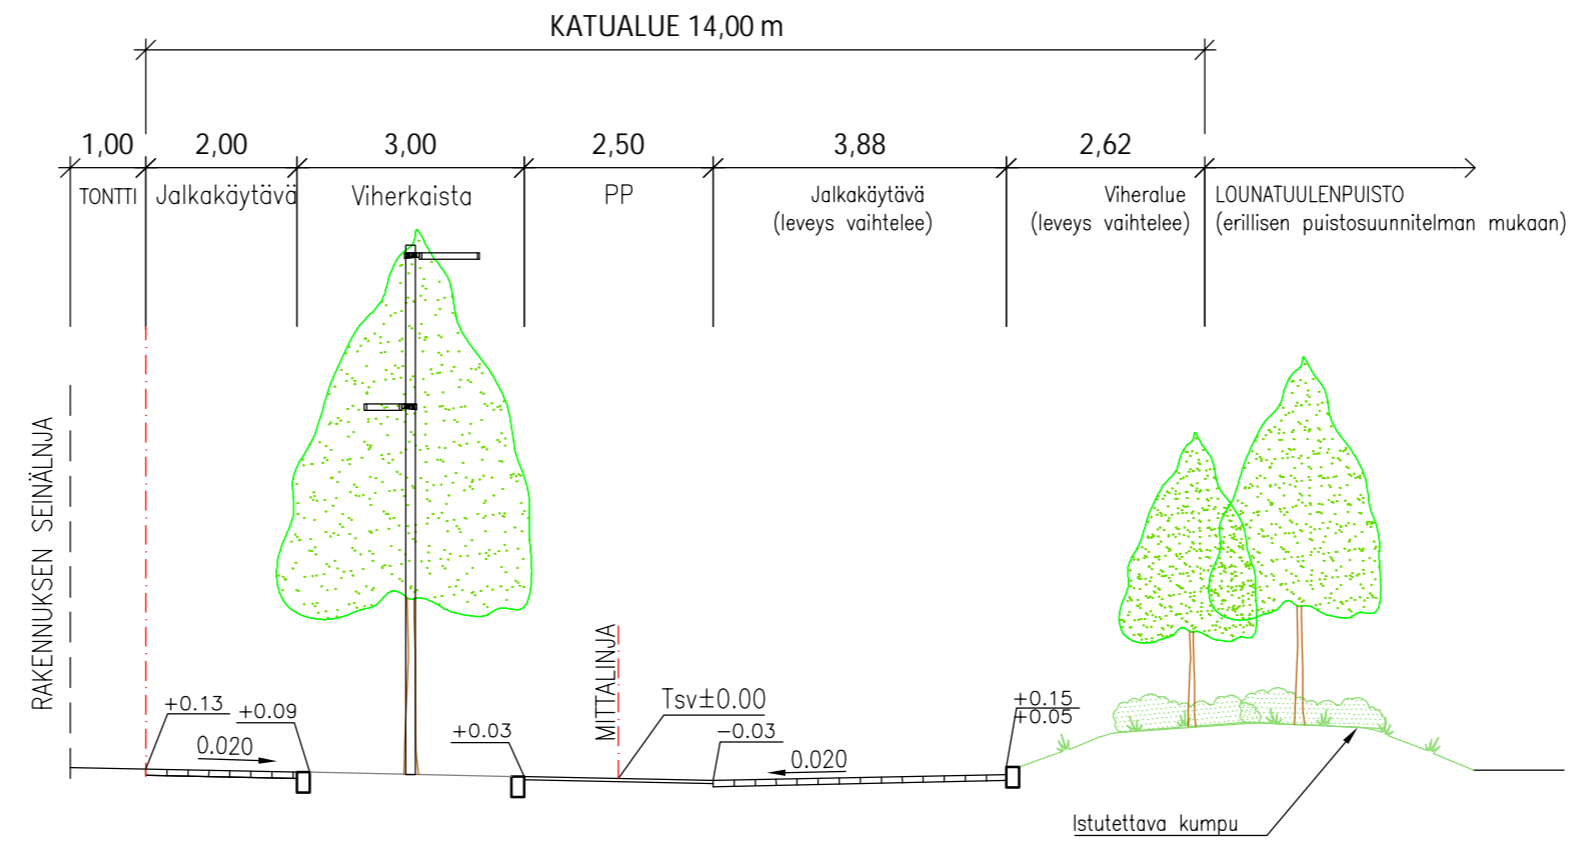 KATUALUE 14,00 m
1,00 2,00 3,00 2,50 3,88 2,62
TONTTI Jalkakäytävä Viherkaista PP Jalkakäytävä Viheralue LOUNATUULENPUISTO
(leveys vaihtelee) (leveys vaihtelee) (erillisen puistosuunnitelman mukaan)
RAKENNUKSEN SEINÄLNJA
MITTALINJA
+0.13 +0.09 +0.03 Tsv±0.00 −0.03 +0.15
+0.05
0.020 0.020
Istutettava kumpu